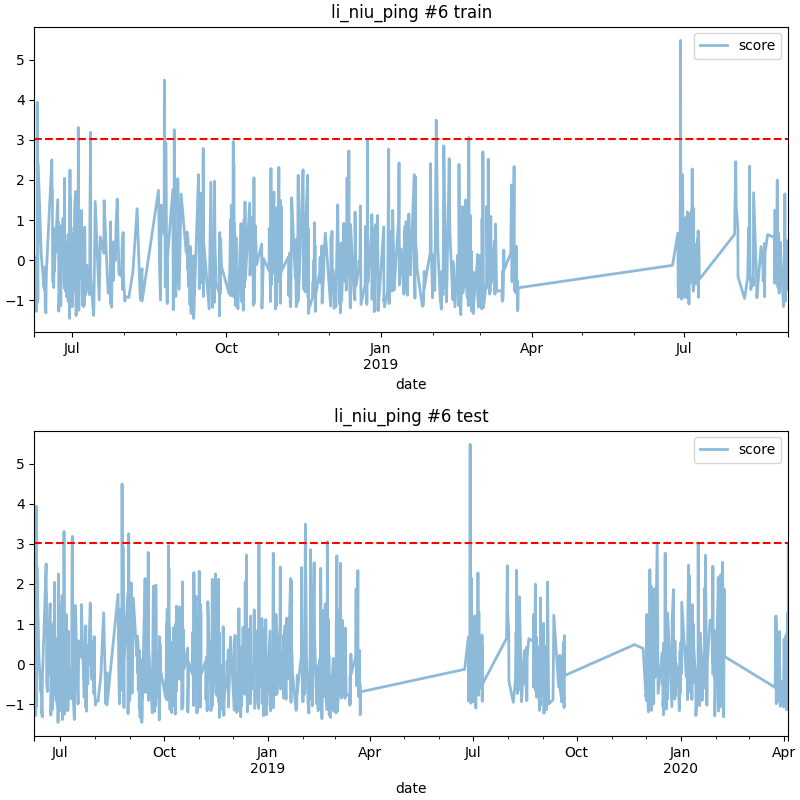 li_niu_ping #6 train
score
5
4
3
2
1
0
−1
Jul Oct Jan Apr Jul
2019
date
li_niu_ping #6 test
score
5
4
3
2
1
0
−1
Jul Oct Jan Apr Jul Oct Jan Apr
2019 2020
date